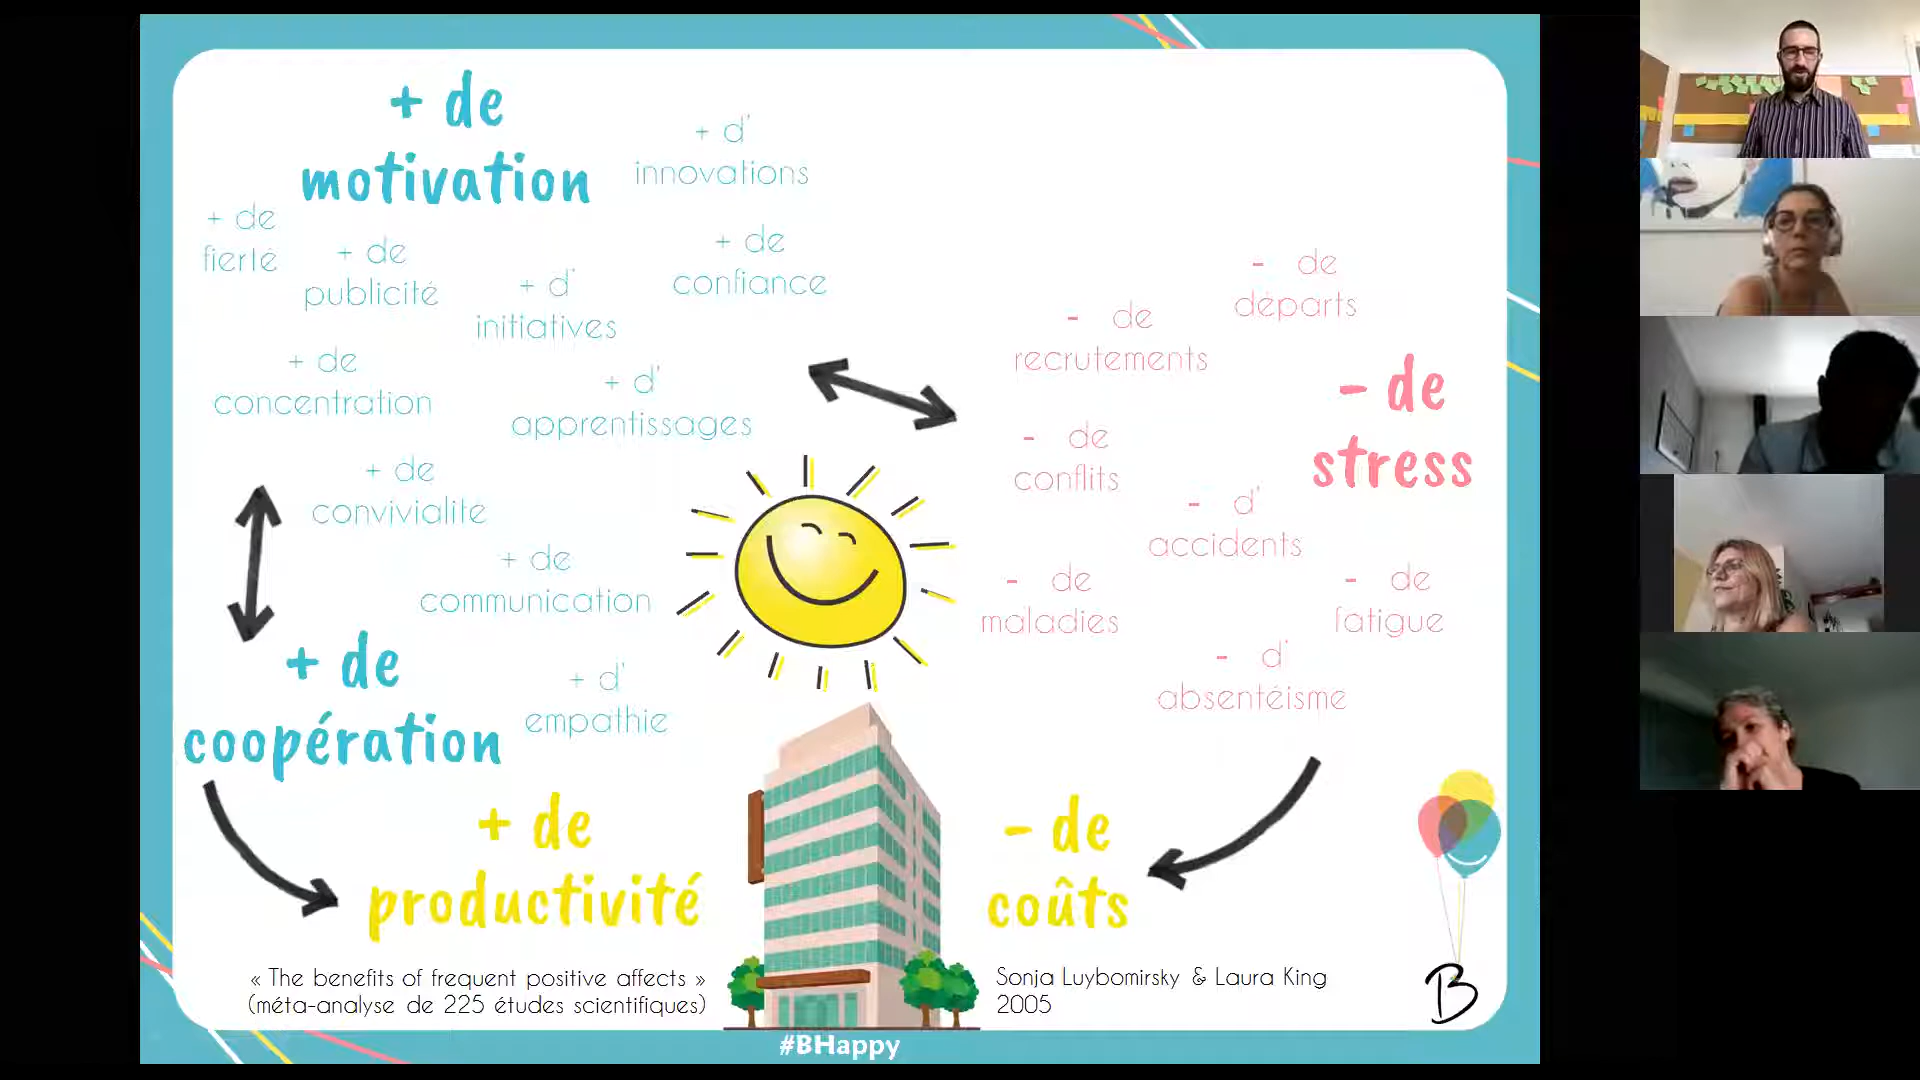 + de
motivation
+ d'
innovations
+ de
fierté
+ de
publicité
+ d'
initiatives
+ de
confiance
+ de
concentration
+ d'
apprentissages
+ de
convivialité
+ de
communication
+ de
coopération
+ d'
empathie
+ de
productivité
- de
départs
- de
recrutements
- de
stress
- de
conflits
- d'
accidents
- de
maladies
- de
fatigue
- d'
absentéisme
- de
coûts
« The benefits of frequent positive affects »
(méta-analyse de 225 études scientifiques)
Sonja Luybomirsky & Laura King
2005
B
#BHappy